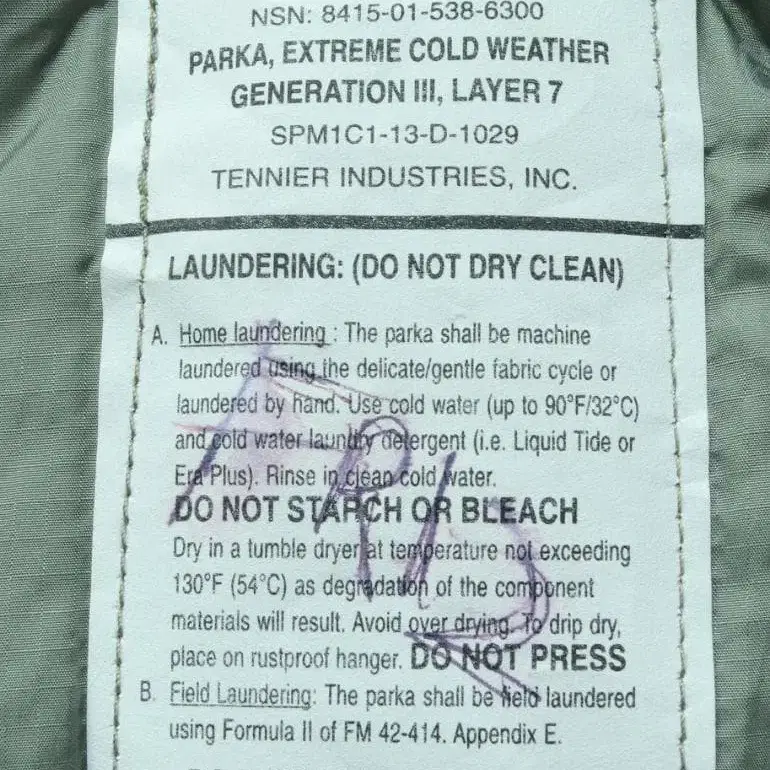 NSN: 8415-01-538-6300
PARKA, EXTREME COLD WEATHER
GENERATION III, LAYER 7
SPM1C1-13-D-1029
TENNIER INDUSTRIES, INC.
LAUNDERING: (DO NOT DRY CLEAN)
A. Home laundering : The parka shall be machine
laundered using the delicate/gentle fabric cycle or
laundered by hand. Use cold water (up to 90°F/32°C)
and cold water laundry detergent (i.e. Liquid Tide or
Era Plus). Rinse in clean cold water.
DO NOT STARCH OR BLEACH
Dry in a tumble dryer at temperature not exceeding
130°F (54°C) as degradation of the component
materials will result. Avoid over drying. To drip dry,
place on rustproof hanger. DO NOT PRESS
B. Field Laundering: The parka shall be field laundered
using Formula II of FM 42-414. Appendix E.